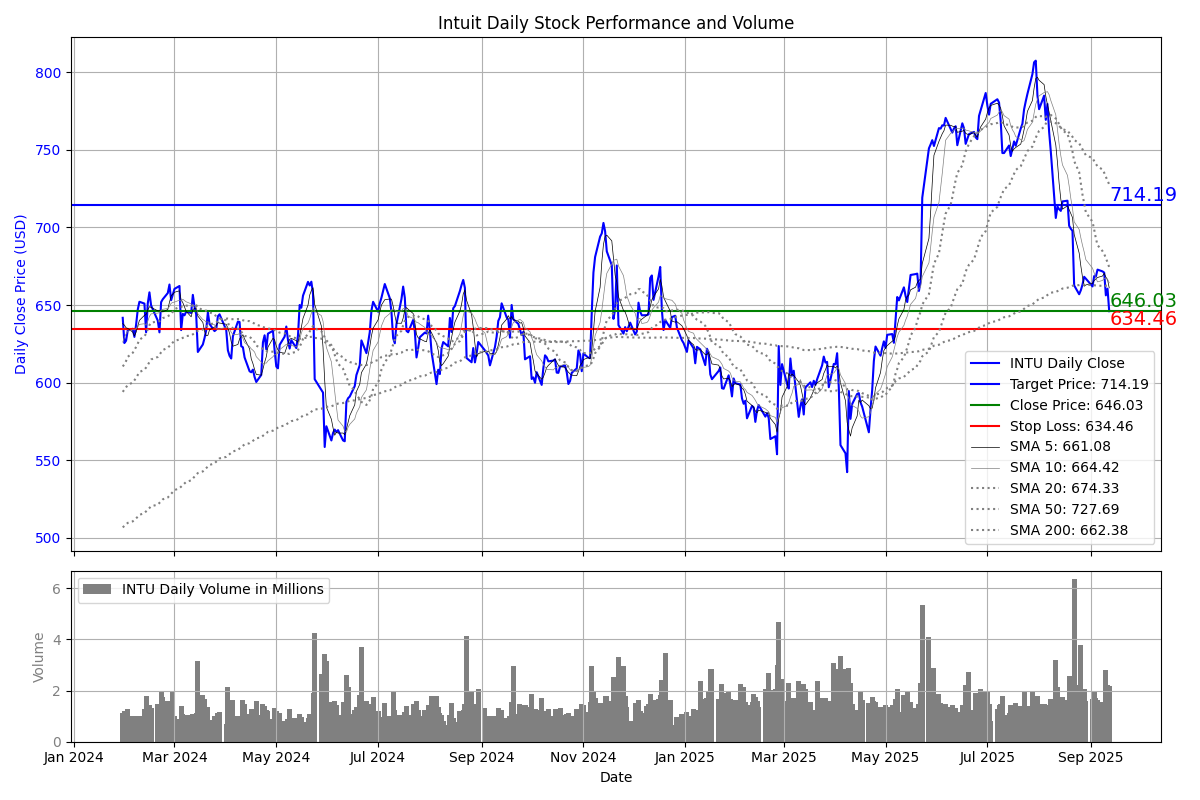 Intuit Daily Stock Performance and Volume
Daily Close Price (USD)
800
750
700
650
600
550
500
714.19
646.03
634.46
INTU Daily Close
Target Price: 714.19
Close Price: 646.03
Stop Loss: 634.46
SMA 5: 661.08
SMA 10: 664.42
SMA 20: 674.33
SMA 50: 727.69
SMA 200: 662.38
Volume
6
4
2
0
INTU Daily Volume in Millions
Jan 2024
Mar 2024
May 2024
Jul 2024
Sep 2024
Nov 2024
Jan 2025
Mar 2025
May 2025
Jul 2025
Sep 2025
Date